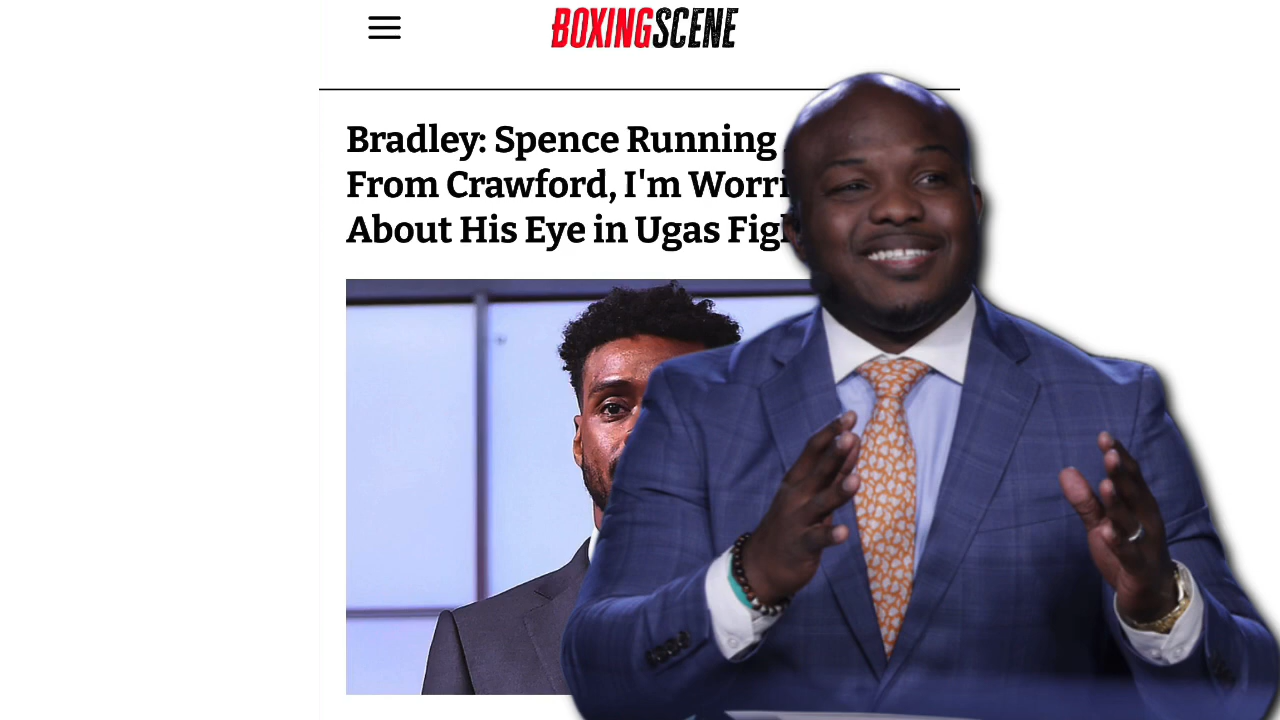 BOXINGSCENE
Bradley: Spence Running
From Crawford, I'm
About His Eye in Ugas